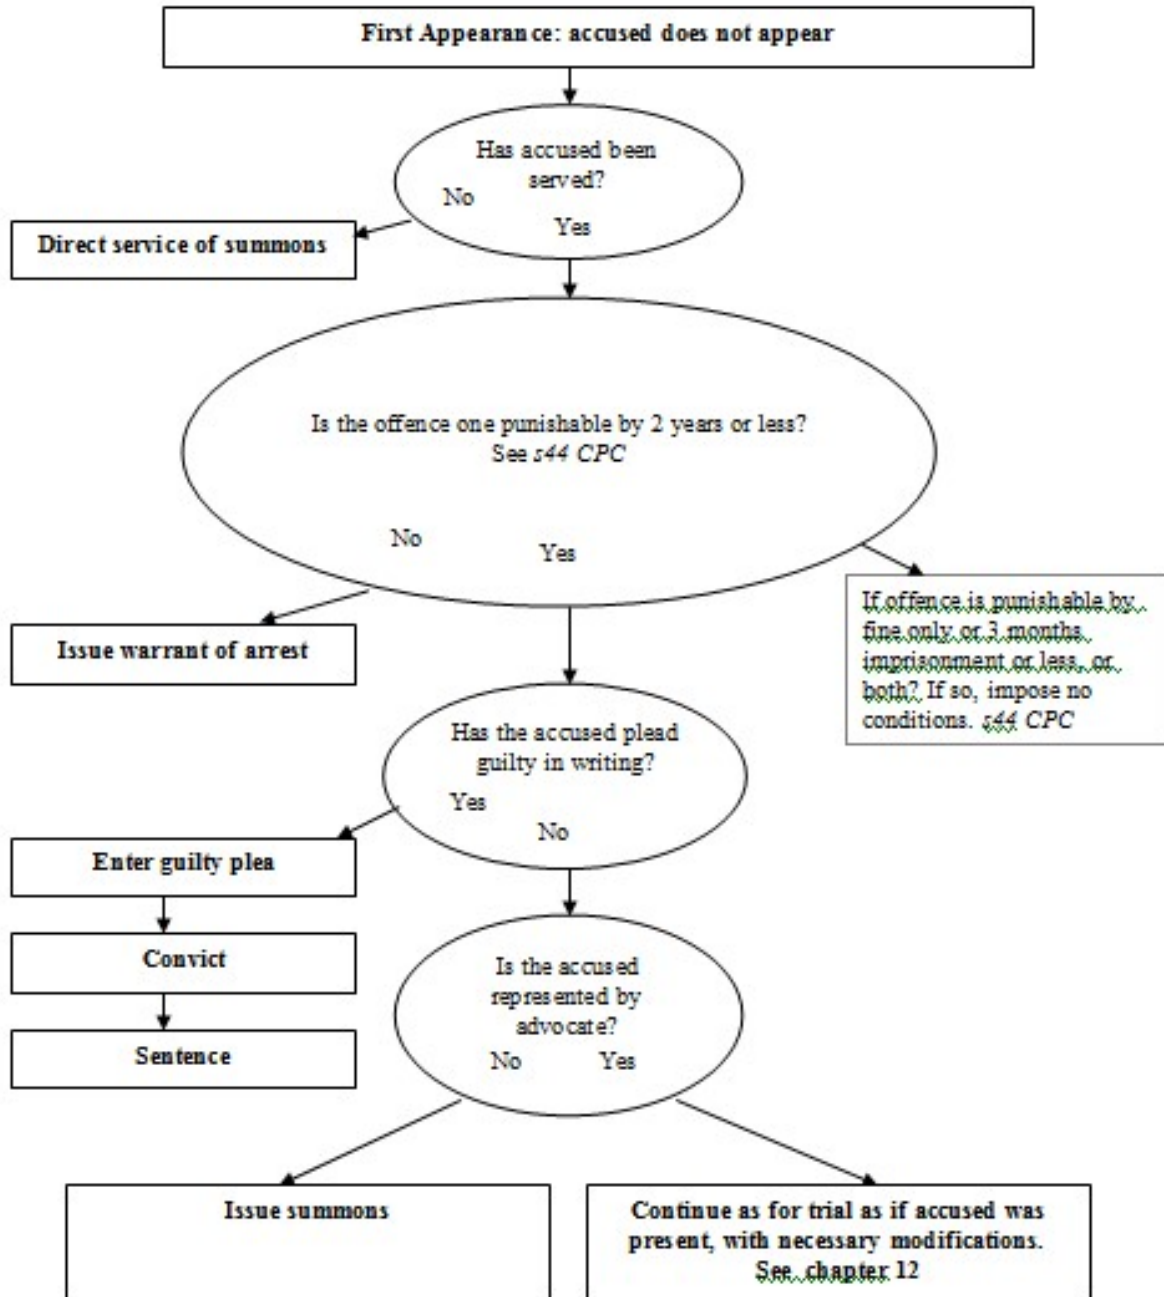 First Appearance: accused does not appear
Has accused been
served?
No
Yes
Direct service of summons
Is the offence one punishable by 2 years or less?
See s44 CPC
No
Yes
If offence is punishable by
fine only or 3 months
imprisonment or less, or
both? If so, impose no
conditions. s44 CPC
Issue warrant of arrest
Has the accused plead
guilty in writing?
Yes
No
Enter guilty plea
Convict
Sentence
Is the accused
represented by
advocate?
No
Yes
Issue summons
Continue as for trial as if accused was
present, with necessary modifications.
See chapter 12